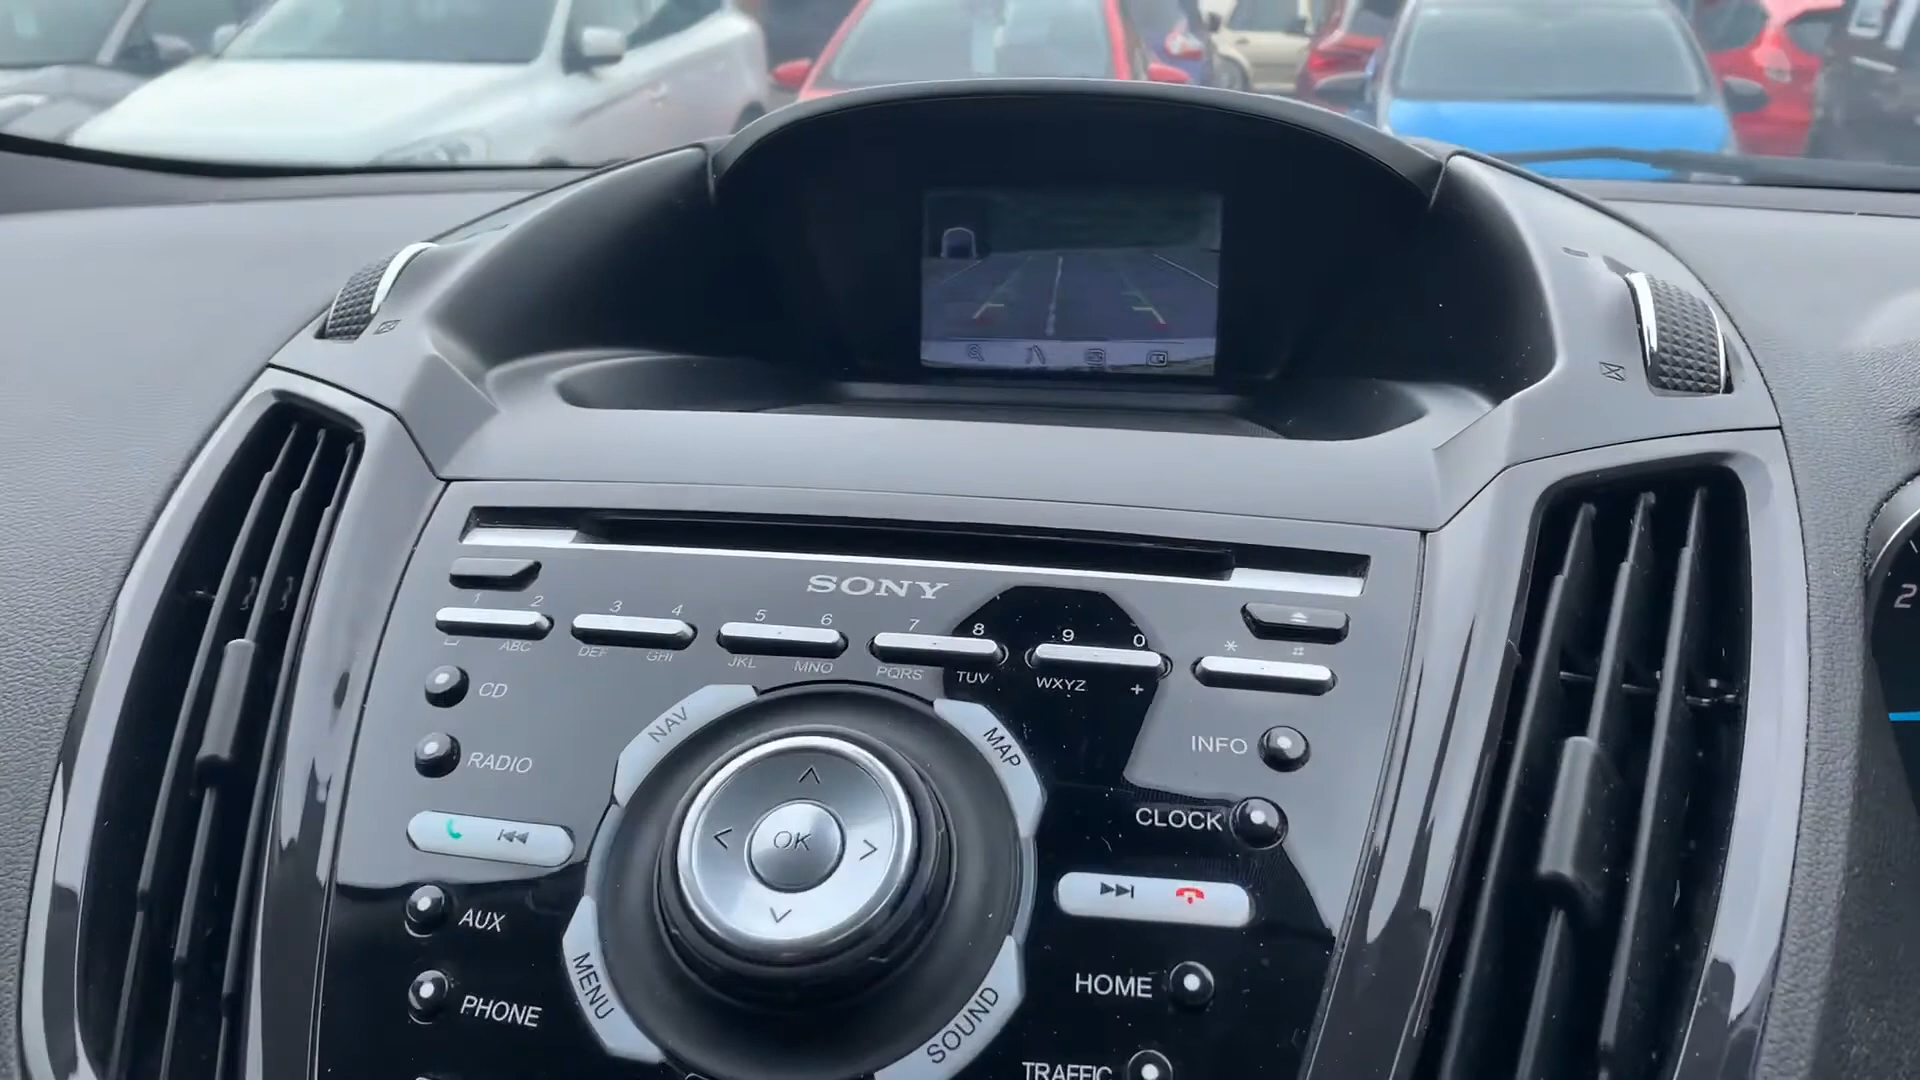 SONY
1 2 3 4 5 6 7 8 9 0 * #
ABC DEF GHI JKL MNO PQRS TUV WXYZ +
CD
RADIO
NAV
MAP
INFO
CLOCK
OK
AUX
PHONE
MENU
SOUND
HOME
TRAFFIC
2